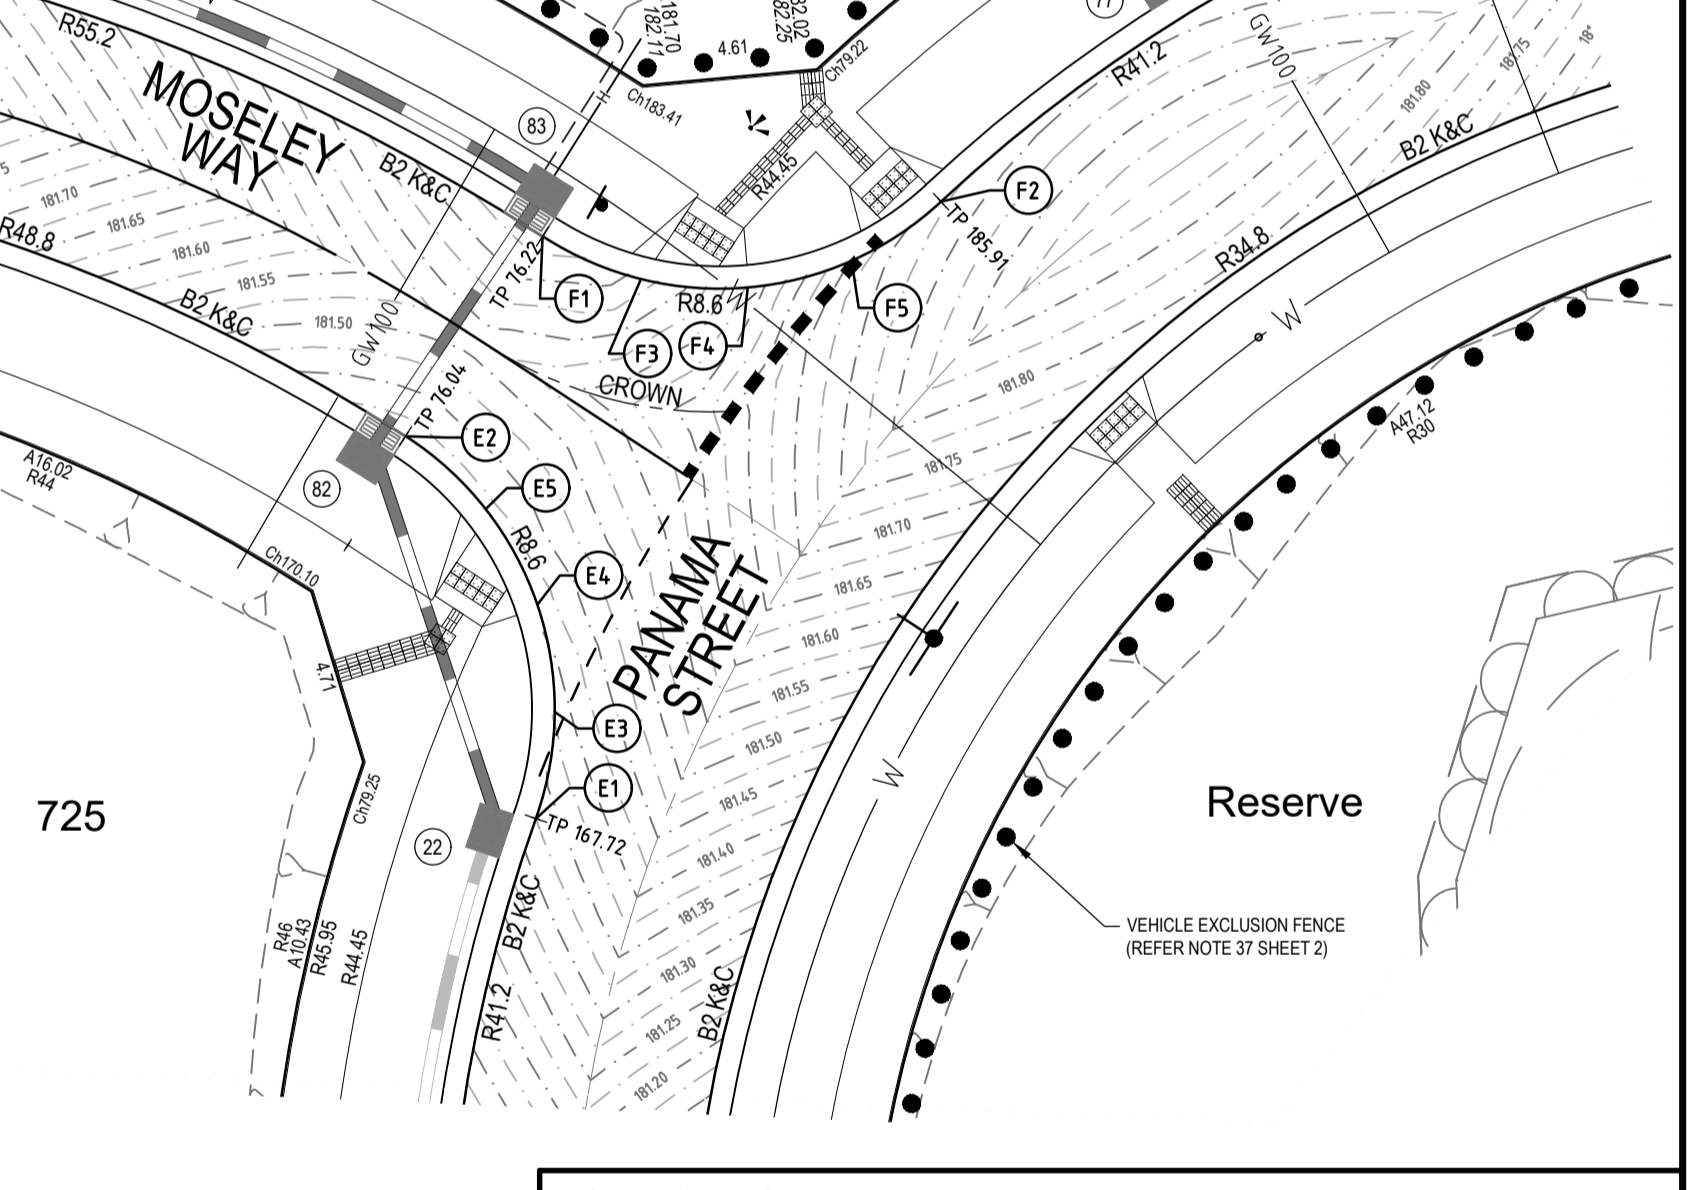 R55.2
MOSELEY
WAY
B2 K&C
83
181.70
182.11
4.61
82.02
82.25
Ch79.22
Ch183.41
R44.45
77
R41.2
GW100
181.75
181.80
B2 K&C
F2
TP 185.91
R34.8
181.70
181.65
181.60
181.55
181.50
R48.8
B2 K&C
GW100
TP 76.22
F1
R8.6
W
F3
F4
F5
CROWN
W
181.80
TP 76.04
E2
E5
R8.6
E4
82
A16.02
R44
Ch170.10
4.71
PANAMA
STREET
181.75
181.70
181.65
181.60
181.55
181.50
181.45
181.40
181.35
181.30
181.25
181.20
A47.12
R30
E3
E1
TP 167.72
W
725
Ch79.25
22
Reserve
R46
A10.43
R45.95
R44.45
B2 K&C
R41.2
B2 K&C
VEHICLE EXCLUSION FENCE
(REFER NOTE 37 SHEET 2)